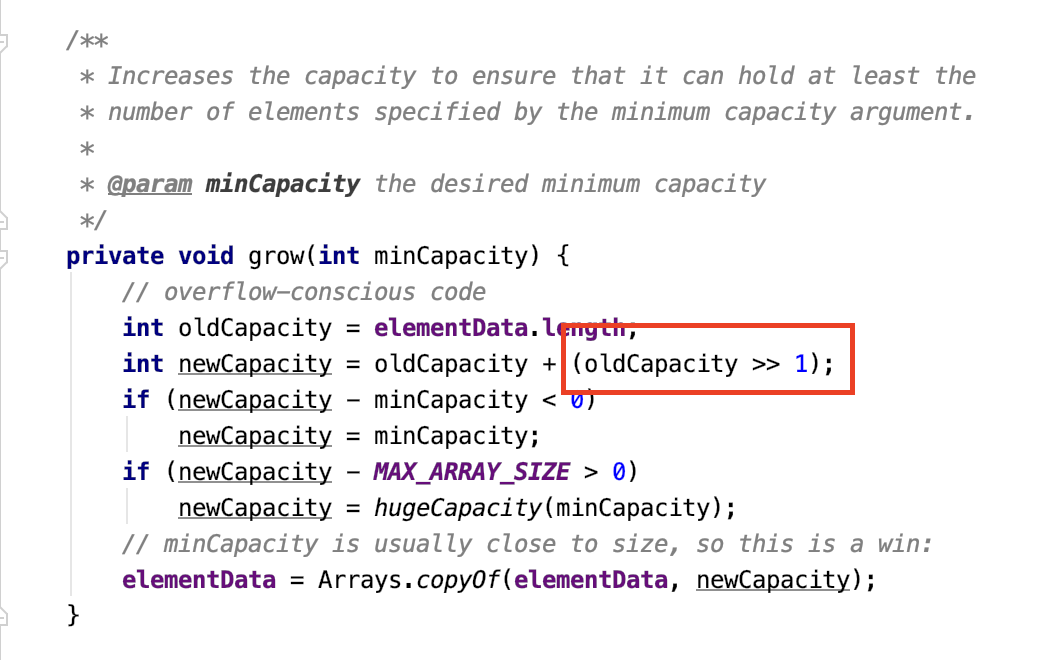 /**
 * Increases the capacity to ensure that it can hold at least the
 * number of elements specified by the minimum capacity argument.
 *
 * @param minCapacity the desired minimum capacity
 */
private void grow(int minCapacity) {
    // overflow-conscious code
    int oldCapacity = elementData.length;
    int newCapacity = oldCapacity + (oldCapacity >> 1);
    if (newCapacity - minCapacity < 0)
        newCapacity = minCapacity;
    if (newCapacity - MAX_ARRAY_SIZE > 0)
        newCapacity = hugeCapacity(minCapacity);
    // minCapacity is usually close to size, so this is a win:
    elementData = Arrays.copyOf(elementData, newCapacity);
}